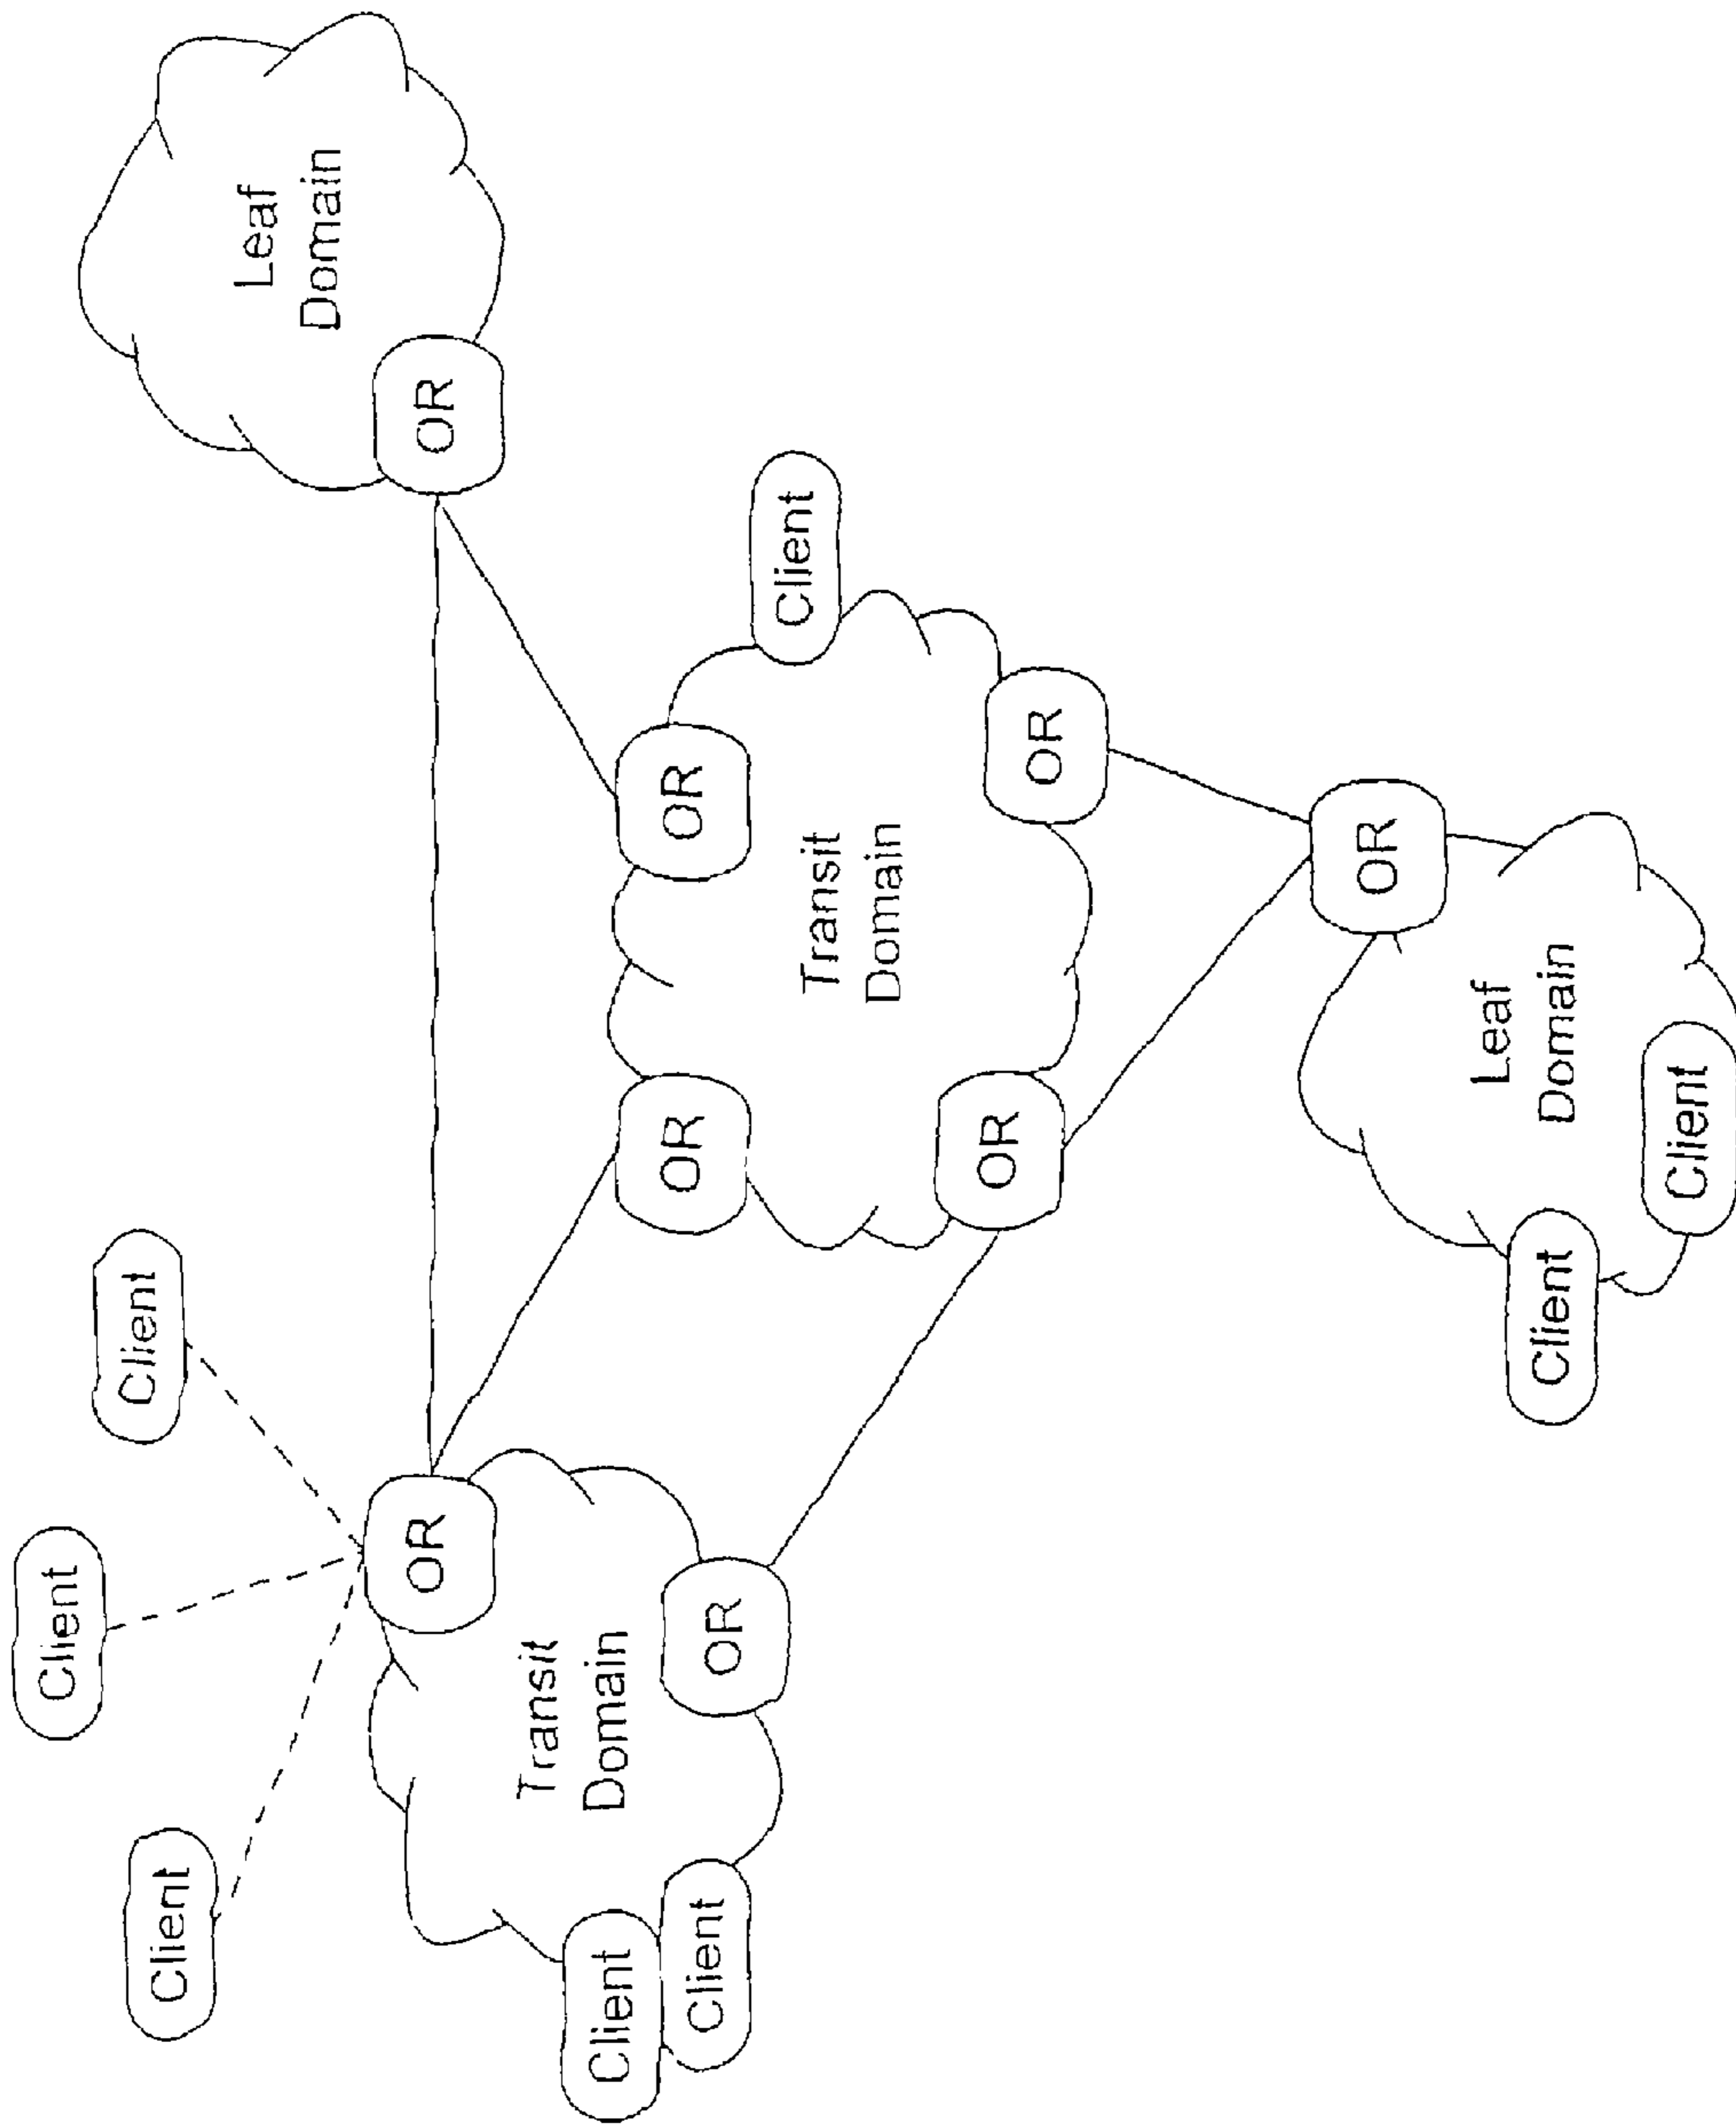 Client
Client
Client
Leaf
Domain
OR
OR
Transit
Domain
Client
Client
OR
OR
OR
Client
Transit
Domain
OR
OR
OR
Leaf
Domain
Client
Client